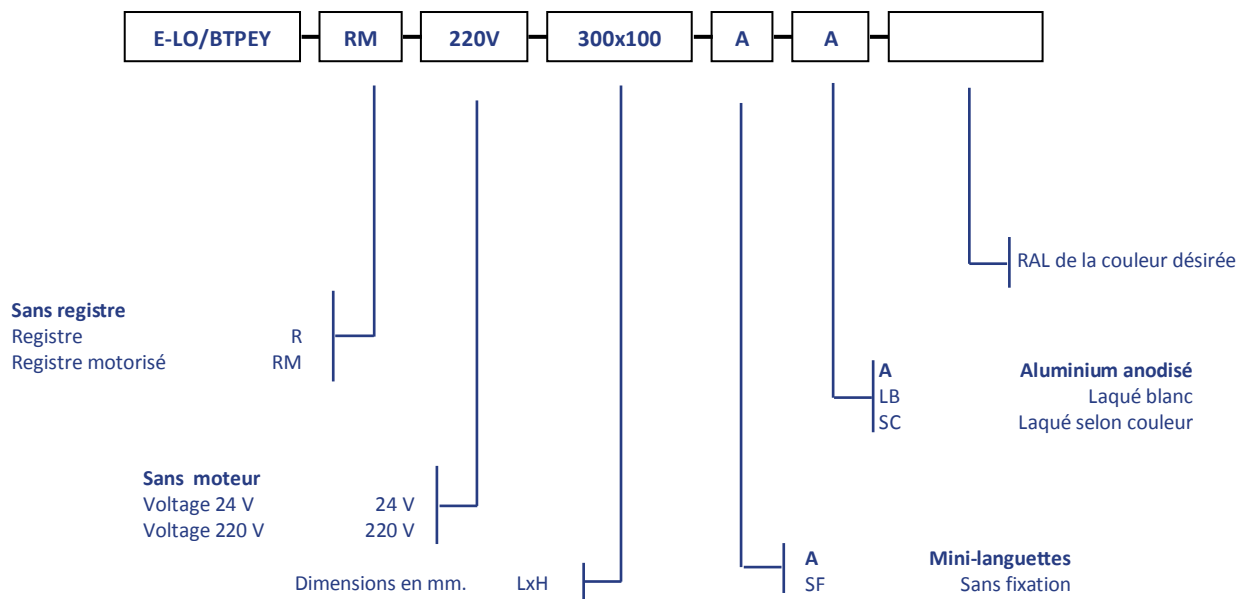 E-LO/BTPEY RM 220V 300x100 A A
RAL de la couleur désirée
Sans registre
Registre R
Registre motorisé RM
A Aluminium anodisé
LB Laqué blanc
SC Laqué selon couleur
Sans moteur
Voltage 24 V 24 V
Voltage 220 V 220 V
A Mini-languettes
SF Sans fixation
Dimensions en mm. LxH